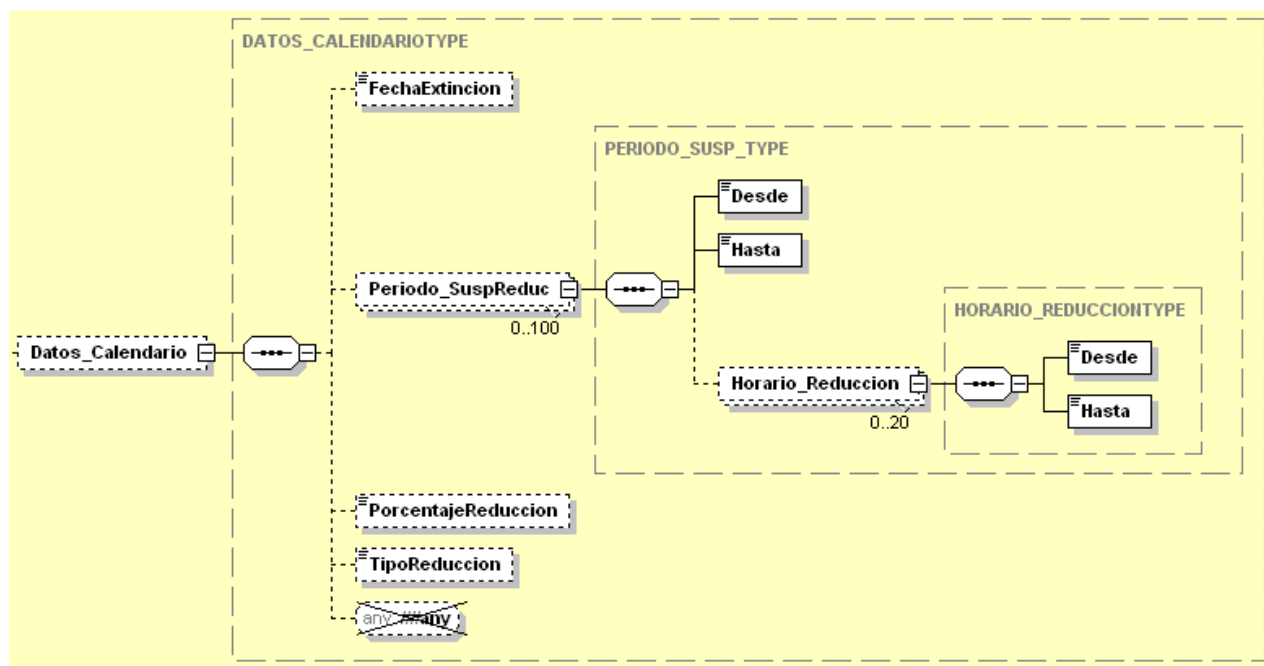 DATOS_CALENDARIOTYPE
FechaExtincion
PERIODO_SUSP_TYPE
Desde
Hasta
Periodo_SuspReduc
0..100
HORARIO_REDUCCIONTYPE
Datos_Calendario
Desde
Horario_Reduccion
Hasta
0..20
PorcentajeReduccion
TipoReduccion
any ##any